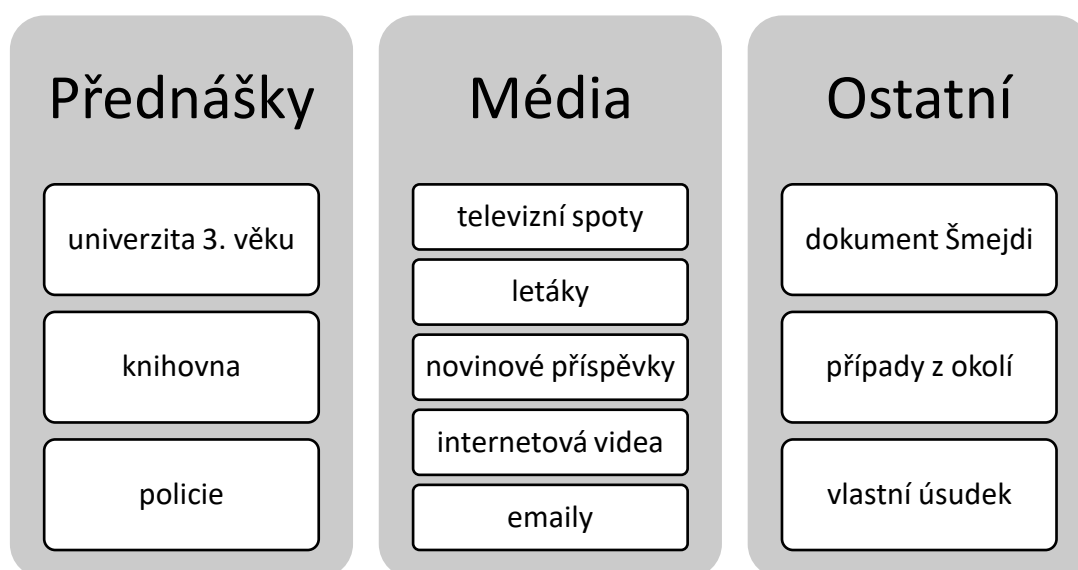 Přednášky
univerzita 3. věku
knihovna
policie
Média
televizní spoty
letáky
novinové příspěvky
internetová videa
emaily
Ostatní
dokument Šmejdi
případy z okolí
vlastní úsudek